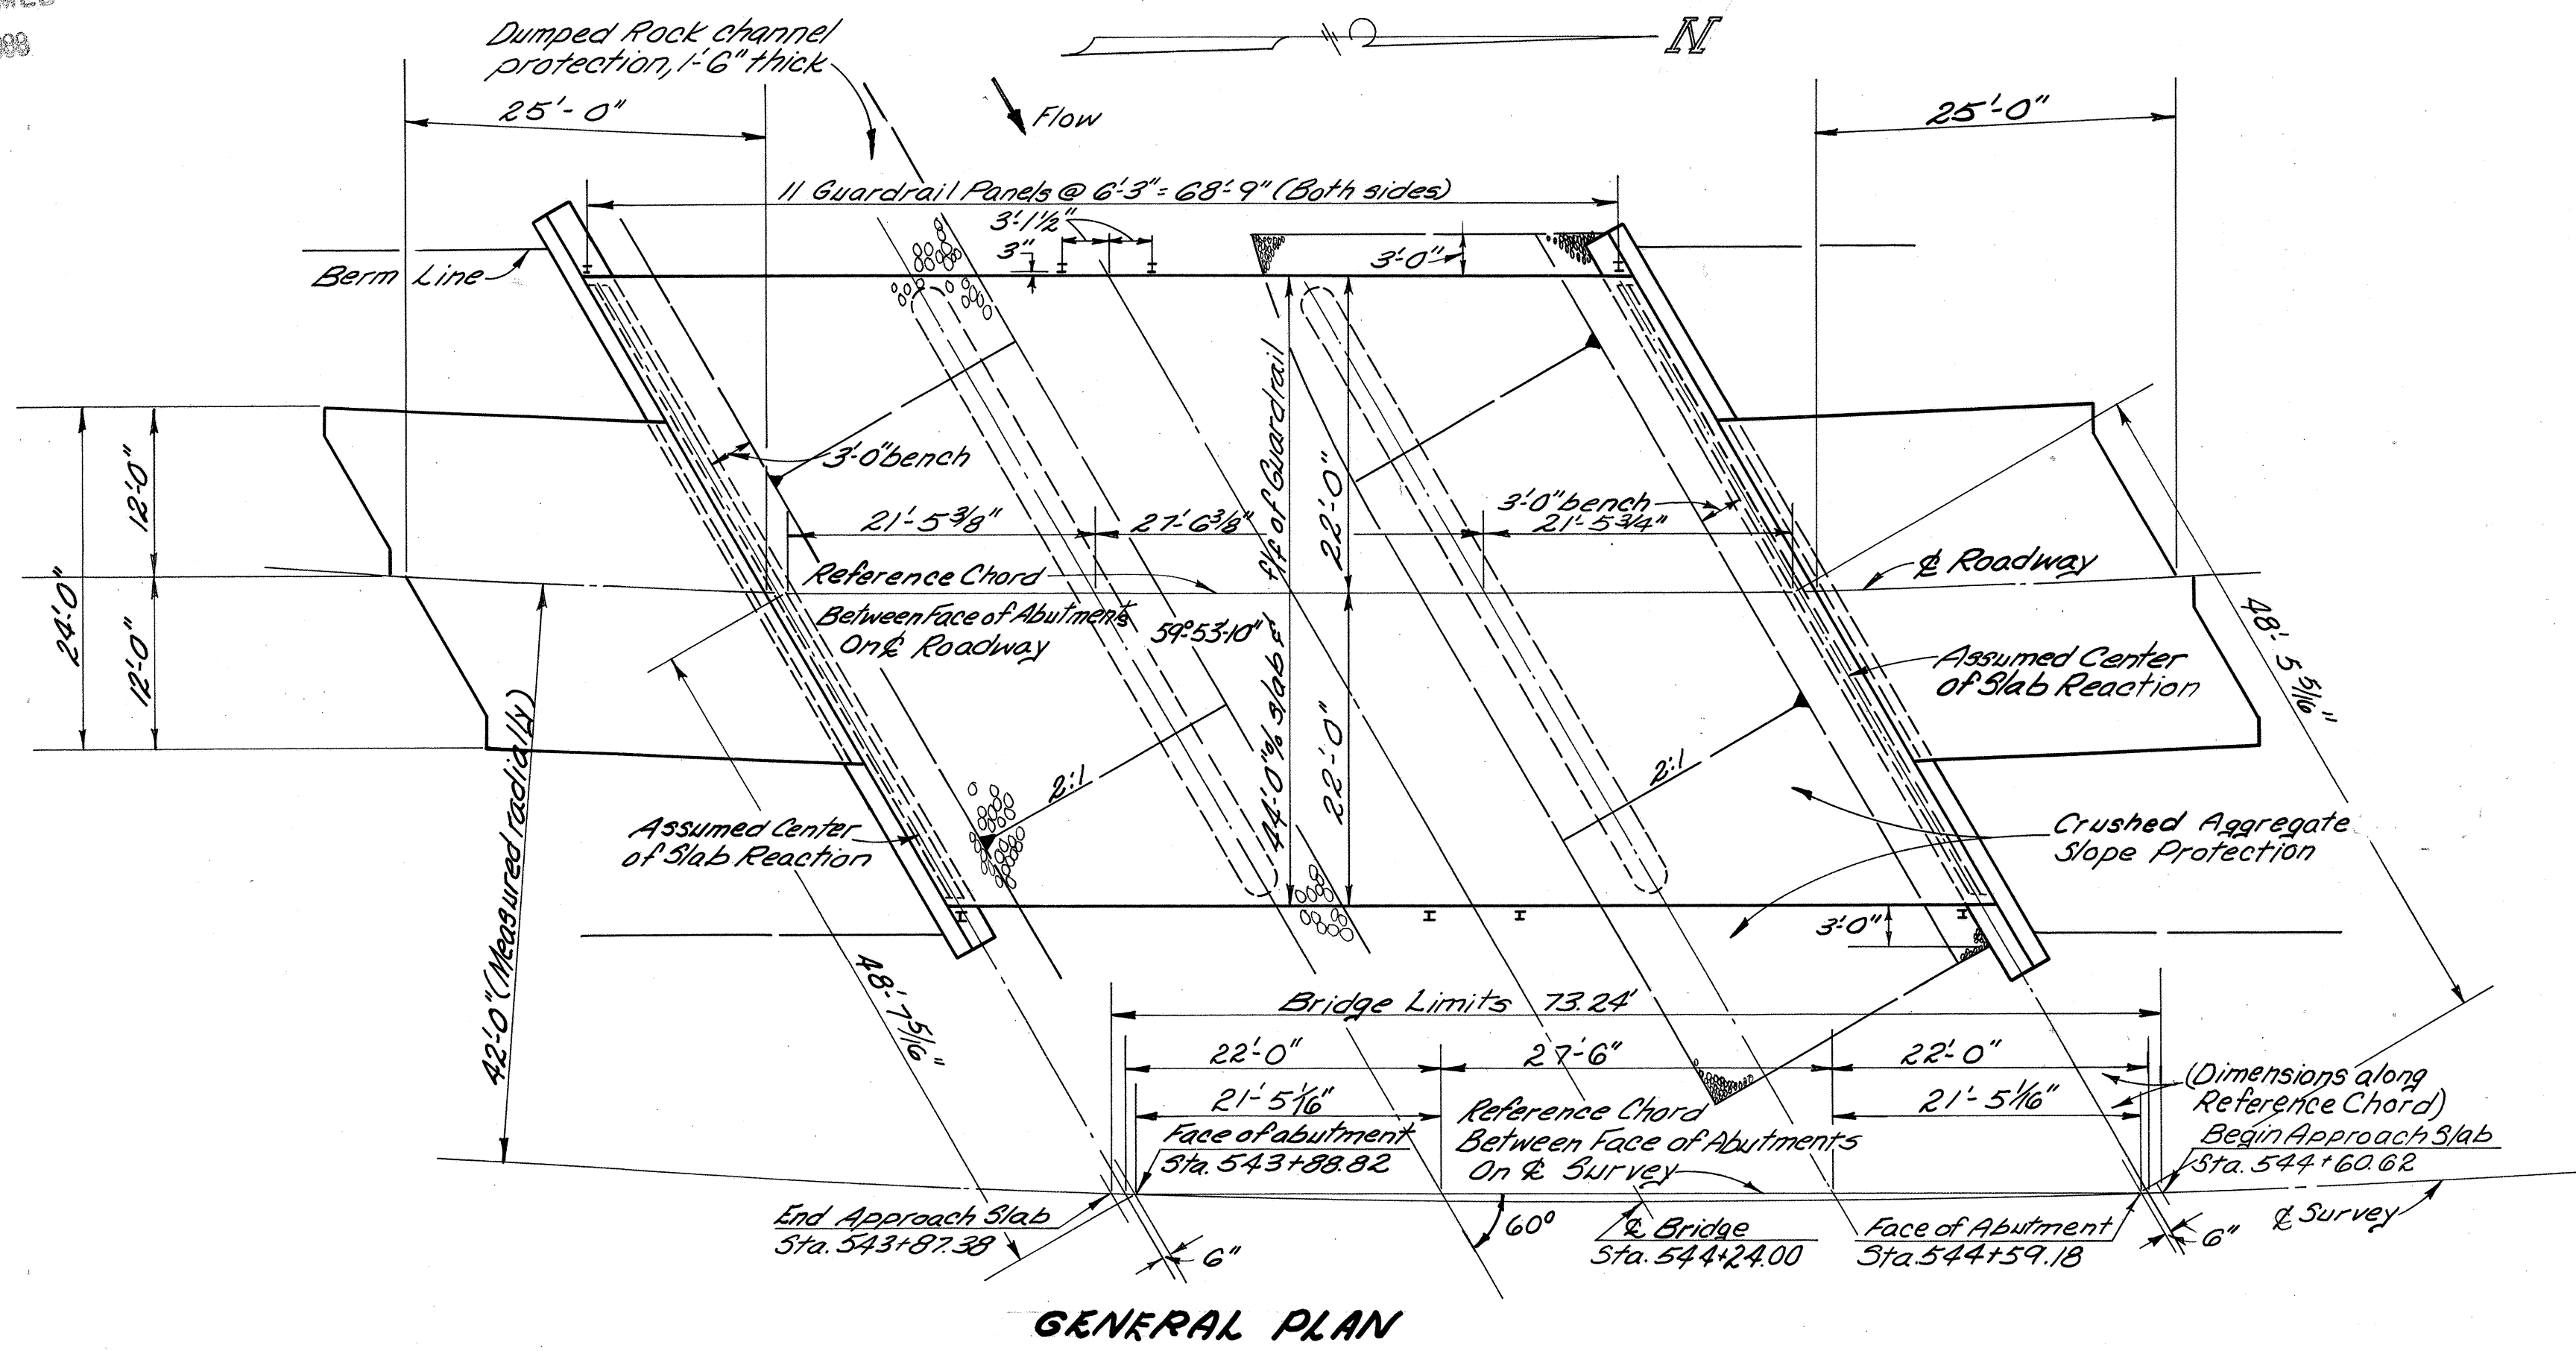 Dumped Rock channel
protection, 1'-6" thick
N
Flow
25'-0"
25'-0"
11 Guardrail Panels @ 6'-3" = 68'-9" (Both sides)
3'-1½"
3"
3'-0"
Berm Line
24'-0"
12'-0"
12'-0"
3'-0" bench
3'-0" bench
21'-5⅜"
27'-6⅜"
21'-5¾"
44'-0" o/o slab & f/f of Guardrail
22'-0"
22'-0"
Reference Chord
Between Face of Abutments
On ℄ Roadway
59°-53'-10"
℄ Roadway
Assumed Center
of Slab Reaction
48'-5 5/16"
42'-0" (Measured radially)
2:1
2:1
Assumed Center
of Slab Reaction
Crushed Aggregate
Slope Protection
3'-0"
48'-7 5/16"
Bridge Limits 73.24'
22'-0"
27'-6"
22'-0"
21'-5 1/16"
21'-5 1/16"
(Dimensions along
Reference Chord)
Face of abutment
Sta. 543+88.82
Reference Chord
Between Face of Abutments
On ℄ Survey
Begin Approach Slab
Sta. 544+60.62
End Approach Slab
Sta. 543+87.38
6"
60°
℄ Bridge
Sta. 544+24.00
Face of Abutment
Sta. 544+59.18
6"
℄ Survey
GENERAL PLAN